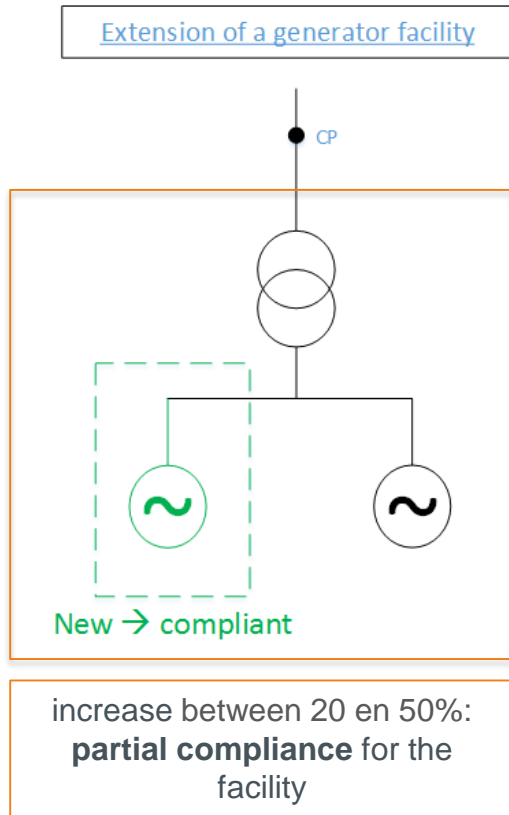 Extension of a generator facility
CP
New → compliant
increase between 20 en 50%:
partial compliance for the
facility